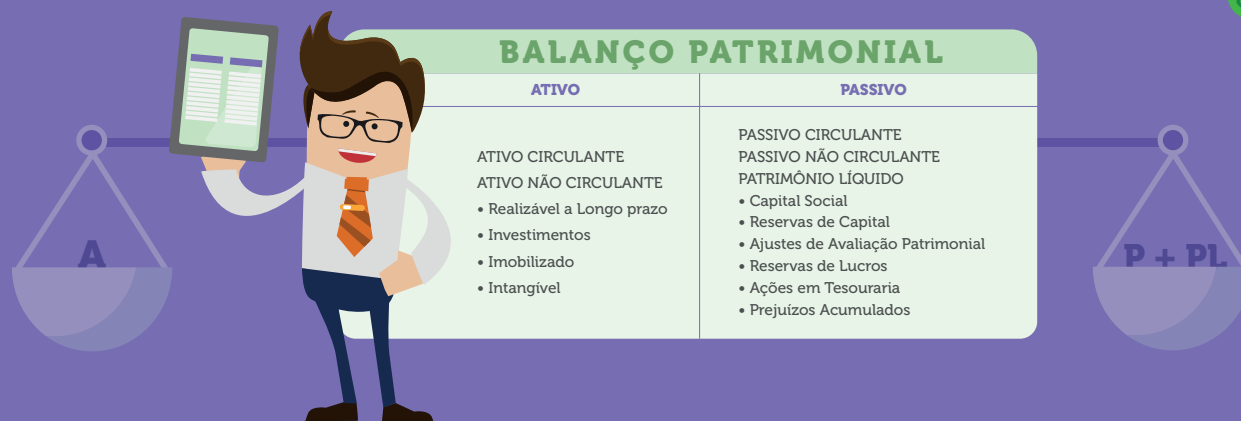 BALANÇO PATRIMONIAL
ATIVO
PASSIVO
ATIVO CIRCULANTE
ATIVO NÃO CIRCULANTE
• Realizável a Longo prazo
• Investimentos
• Imobilizado
• Intangível
PASSIVO CIRCULANTE
PASSIVO NÃO CIRCULANTE
PATRIMÔNIO LÍQUIDO
• Capital Social
• Reservas de Capital
• Ajustes de Avaliação Patrimonial
• Reservas de Lucros
• Ações em Tesouraria
• Prejuízos Acumulados
A
P + PL